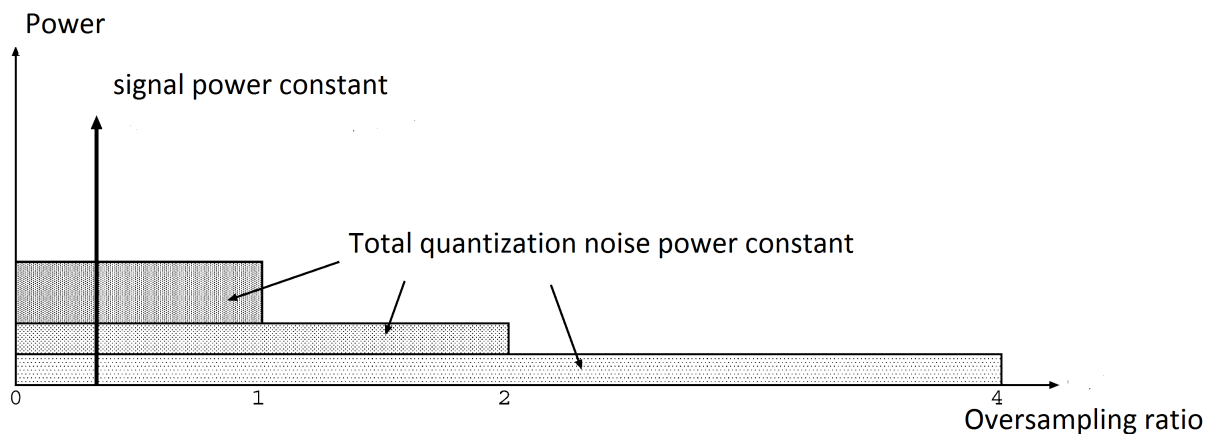 Power
signal power constant
Total quantization noise power constant
0 1 2 4
Oversampling ratio